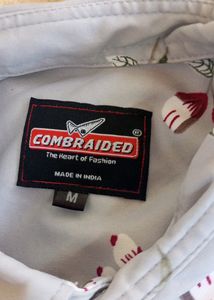 COMBRAIDED
The Heart of Fashion
MADE IN INDIA
M